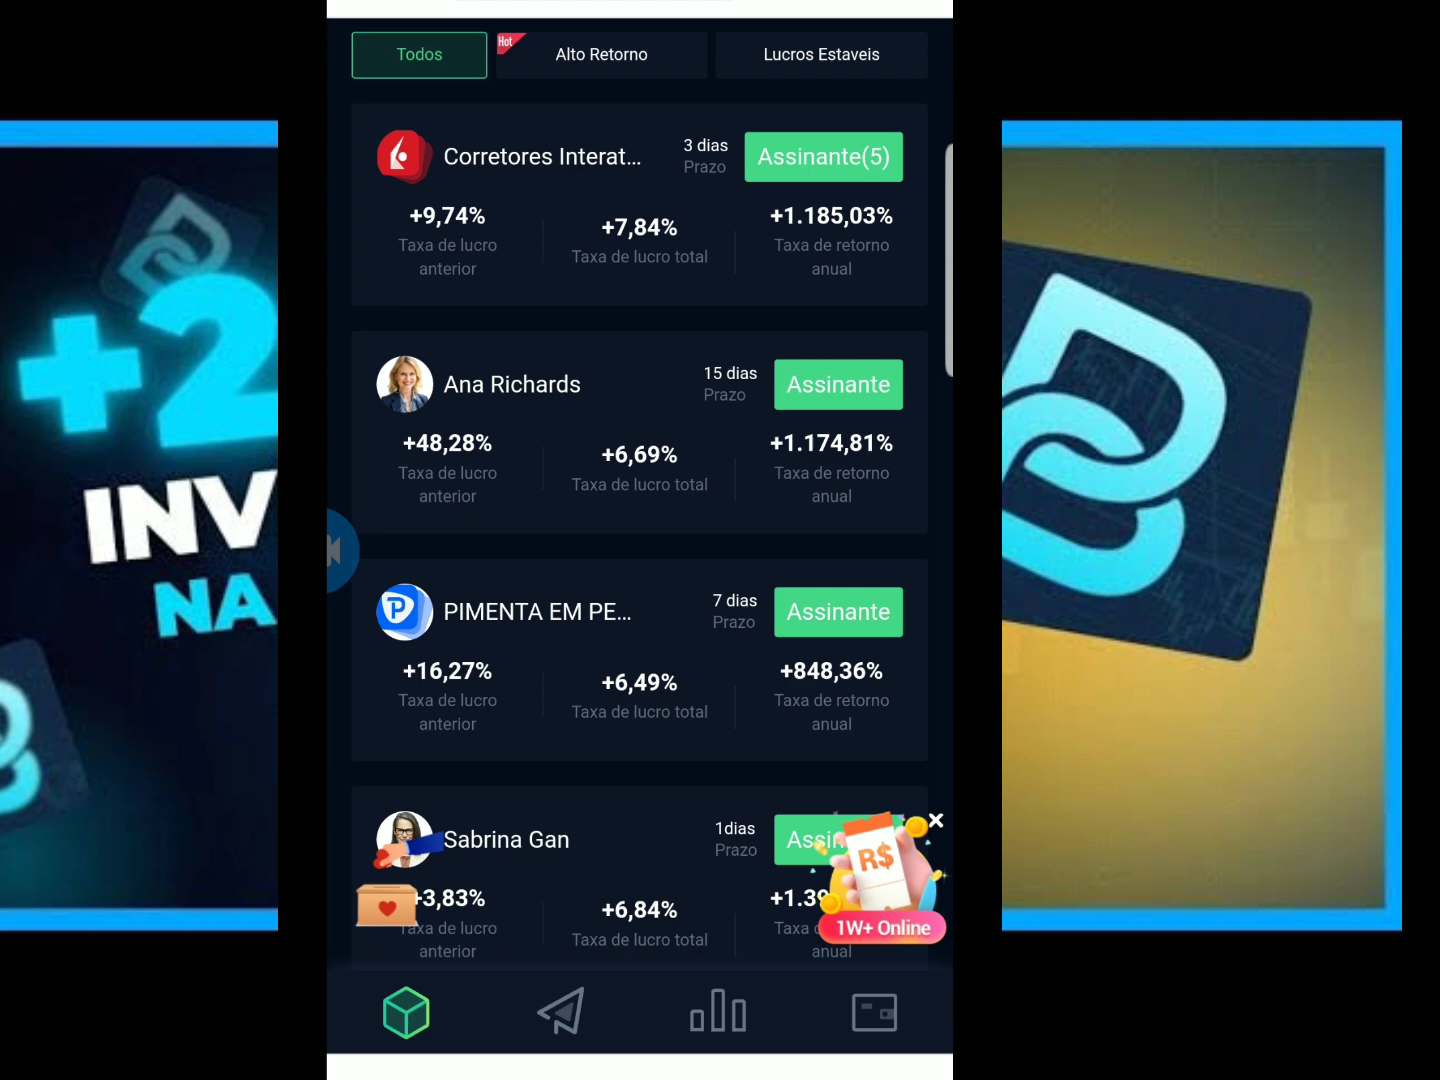 Todos
Hot
Alto Retorno
Lucros Estaveis
Corretores Interat...
3 dias
Prazo
Assinante(5)
+9,74%
Taxa de lucro
anterior
+7,84%
Taxa de lucro total
+1.185,03%
Taxa de retorno
anual
Ana Richards
15 dias
Prazo
Assinante
+48,28%
Taxa de lucro
anterior
+6,69%
Taxa de lucro total
+1.174,81%
Taxa de retorno
anual
PIMENTA EM PE...
7 dias
Prazo
Assinante
+16,27%
Taxa de lucro
anterior
+6,49%
Taxa de lucro total
+848,36%
Taxa de retorno
anual
Sabrina Gan
1dias
Prazo
Assin
R$
+3,83%
Taxa de lucro
anterior
+6,84%
Taxa de lucro total
+1.39
Taxa
anual
1W+ Online
+2
INV
NA